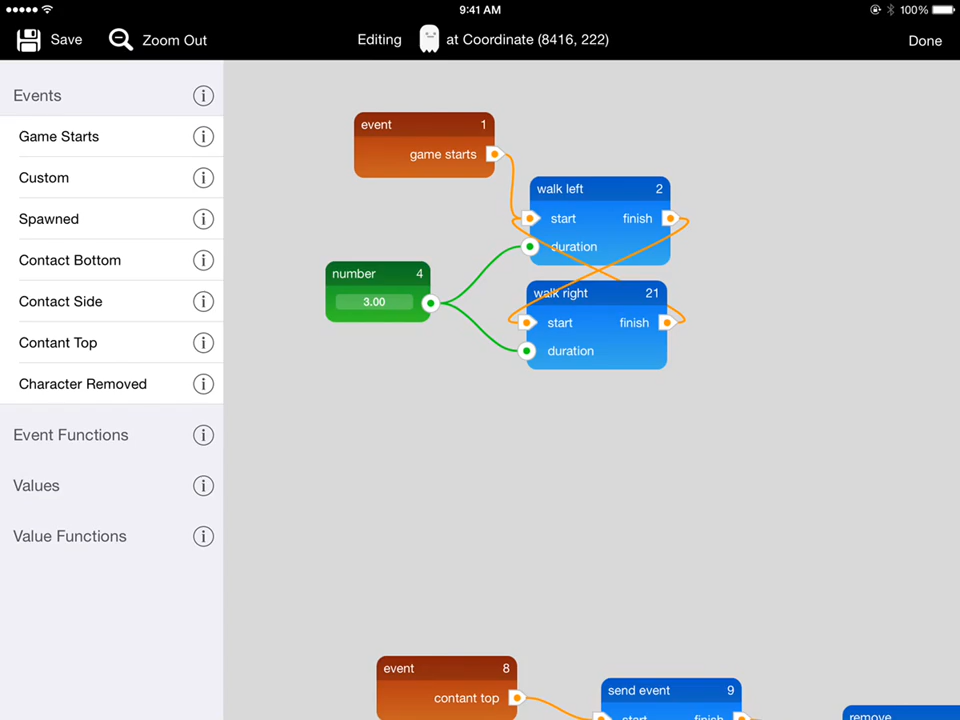 9:41 AM
100%
Save
Zoom Out
Editing at Coordinate (8416, 222)
Done
Events
Game Starts
Custom
Spawned
Contact Bottom
Contact Side
Contant Top
Character Removed
Event Functions
Values
Value Functions
event 1
game starts
walk left 2
start finish
duration
number 4
3.00
walk right 21
start finish
duration
event 8
contant top
send event 9
start finish
remove